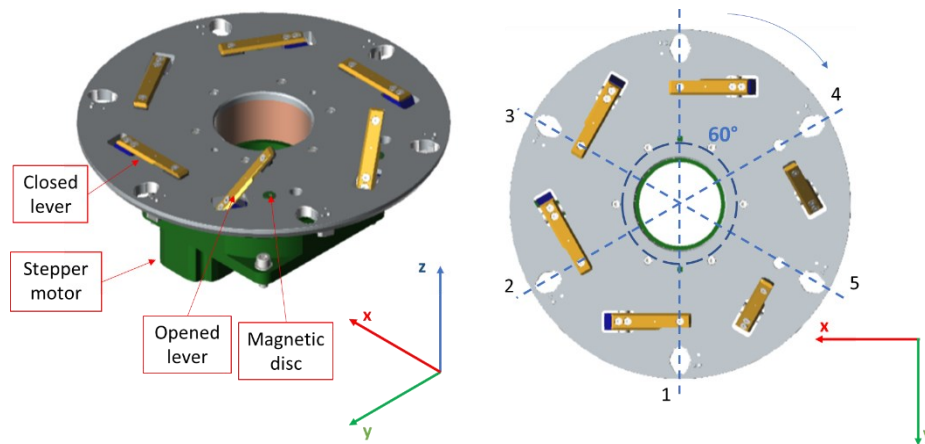 Closed
lever
Stepper
motor
Opened
lever
Magnetic
disc
z
x
y
3
4
60°
2
5
1
x
y